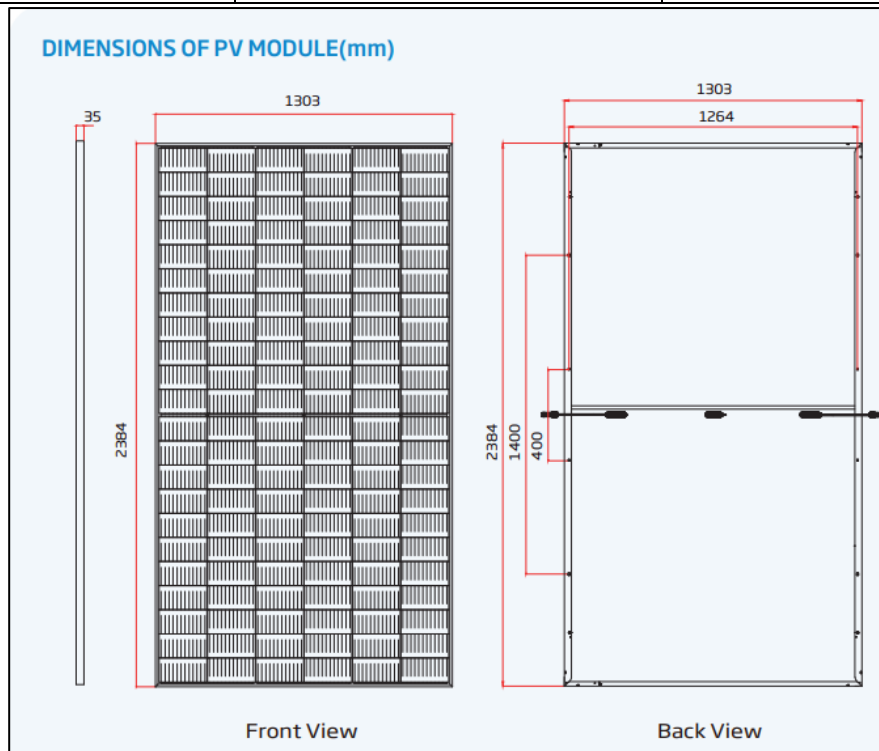 DIMENSIONS OF PV MODULE(mm)
35
1303
2384
Front View
1303
1264
2384
1400
400
Back View